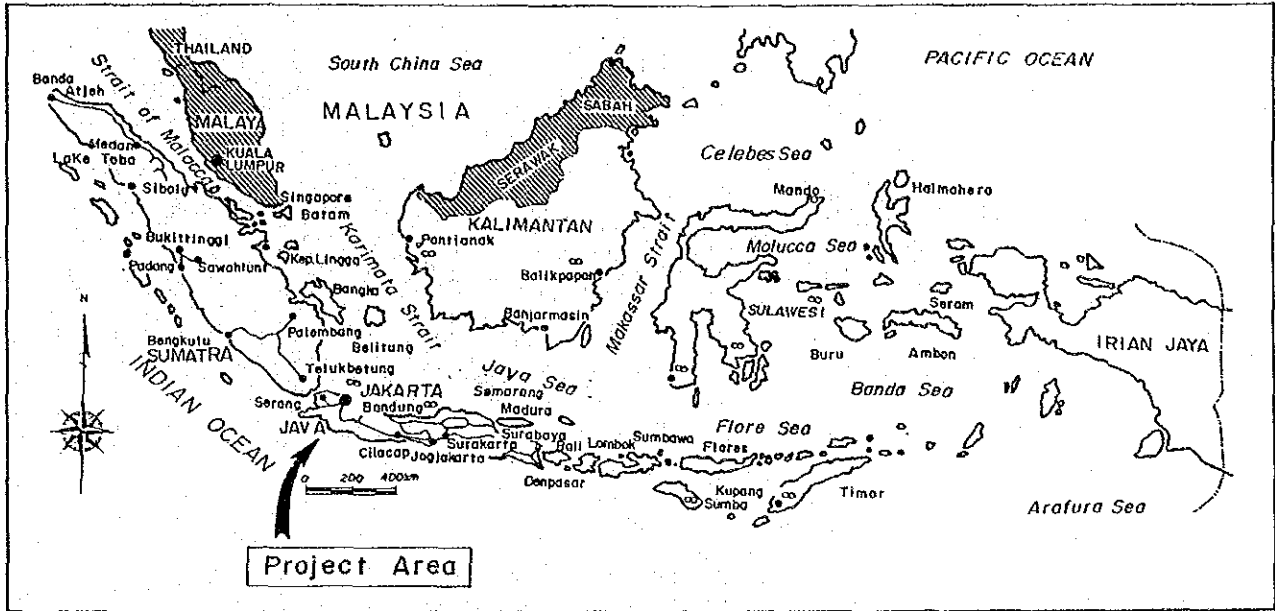 THAILAND
South China Sea
PACIFIC OCEAN
Banda
Atjeh
Strait of Malacca
MALAYSIA
SABAH
MALAYA
Medan
Lake Toba
KUALA
LUMPUR
SERAWAK
Celebes Sea
Sibolg
Singapore
Batam
Mando
Halmahera
KALIMANTAN
Bukittinggi
Pontianak
Molucca Sea
Padang
Sawahlunt
Kep.Lingga
Karimata Strait
Balikpapan
Makassar Strait
Bangka
SULAWESI
Seram
N
Banjarmasin
Palembang
Bengkulu
SUMATRA
Belitung
Buru
Ambon
IRIAN JAYA
INDIAN OCEAN
Telukbetung
Jaya Sea
Banda Sea
JAKARTA
Semarang
Serang
Bandung
Madura
JAVA
Flore Sea
Surabaya
Surakarta
Bali
Lombok
Sumbawa
Flores
Cilacap
Jogjakarta
Denpasar
Kupang
Sumba
Timor
0 200 400km
Arafura Sea
Project Area